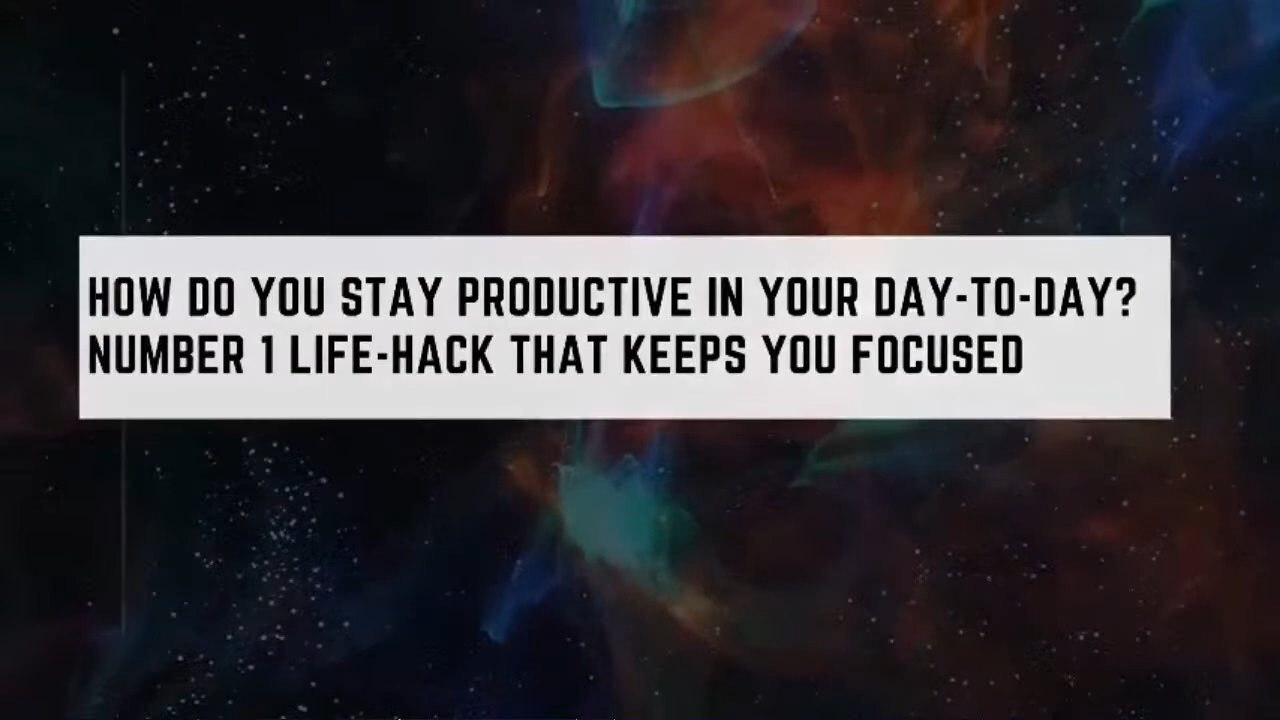 HOW DO YOU STAY PRODUCTIVE IN YOUR DAY-TO-DAY?
NUMBER 1 LIFE-HACK THAT KEEPS YOU FOCUSED